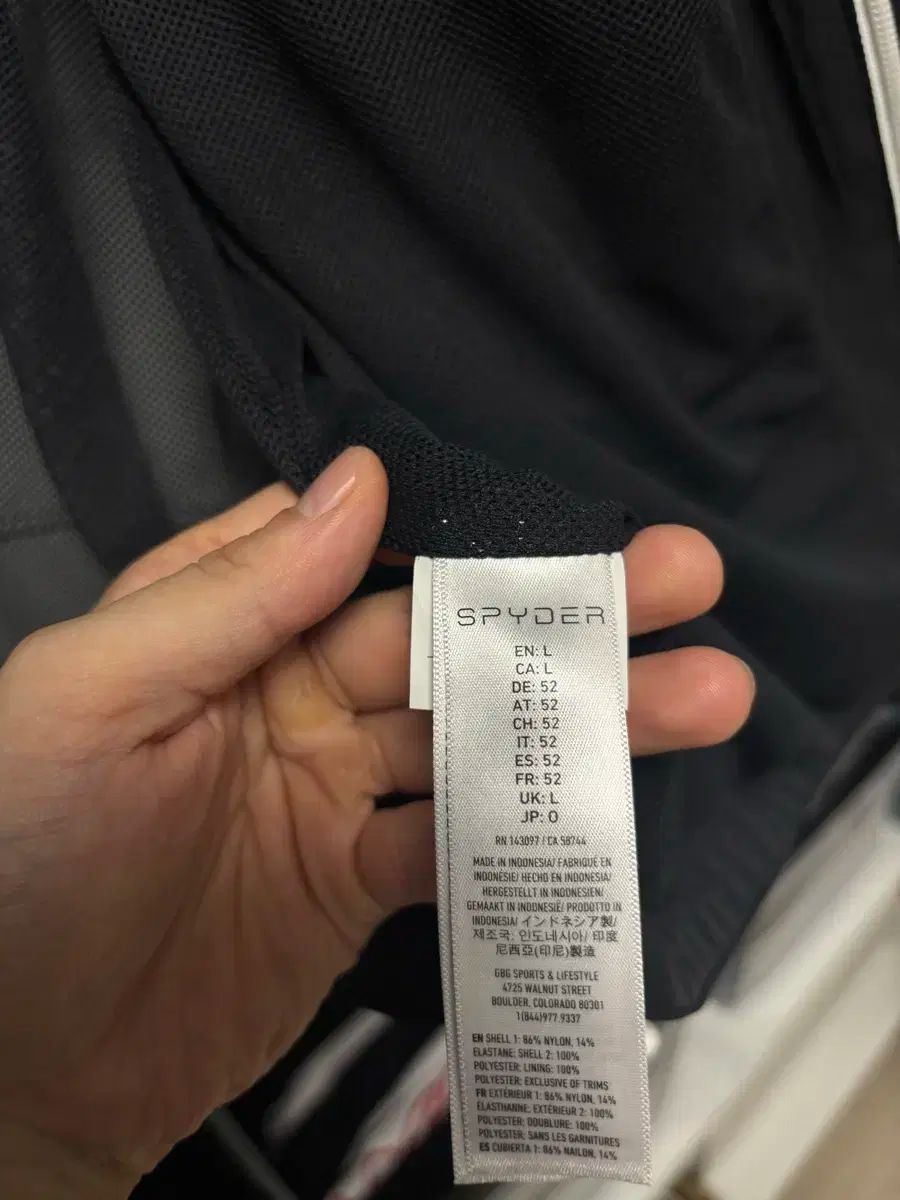 SPYDER
EN: L
CA: L
DE: 52
AT: 52
CH: 52
IT: 52
ES: 52
FR: 52
UK: L
JP: O
RN 143097 / CA 58744
MADE IN INDONESIA/ FABRIQUÉ EN
INDONESIE/ HECHO EN INDONESIA/
HERGESTELLT IN INDONESIEN/
GEMAAKT IN INDONESIË/ PRODOTTO IN
INDONESIA/ インドネシア製/
제조국: 인도네시아/ 印度
尼西亞(印尼)製造
GBG SPORTS & LIFESTYLE
4725 WALNUT STREET
BOULDER, COLORADO 80301
1(844)977.9337
EN SHELL 1: 86% NYLON, 14%
ELASTANE; SHELL 2: 100%
POLYESTER; LINING: 100%
POLYESTER; EXCLUSIVE OF TRIMS
FR EXTÉRIEUR 1: 86% NYLON, 14%
ÉLASTHANNE; EXTÉRIEUR 2: 100%
POLYESTER; DOUBLURE: 100%
POLYESTER; SANS LES GARNITURES
ES CUBIERTA 1: 86% NAILON, 14%